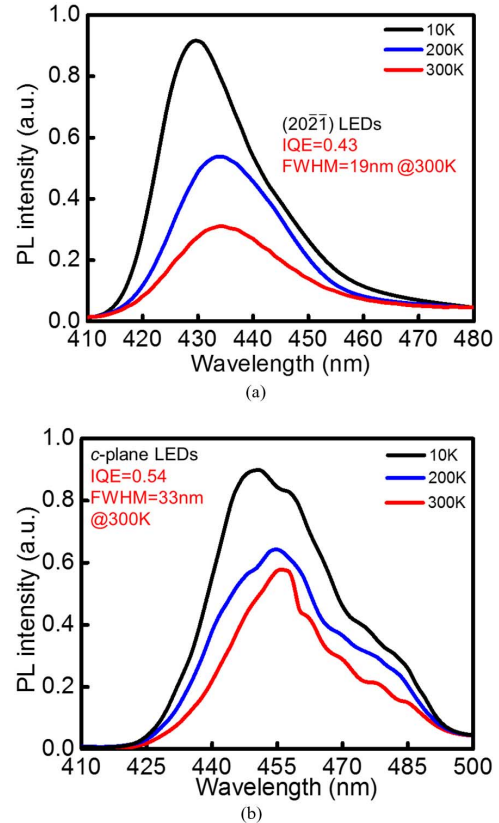 1.0
0.8
0.6
0.4
0.2
0.0
PL intensity (a.u.)
10K
200K
300K
(202̅1̅) LEDs
IQE=0.43
FWHM=19nm @300K
410 420 430 440 450 460 470 480
Wavelength (nm)
(a)
1.0
0.8
0.6
0.4
0.2
0.0
PL intensity (a.u.)
c-plane LEDs
IQE=0.54
FWHM=33nm
@300K
10K
200K
300K
410 425 440 455 470 485 500
Wavelength (nm)
(b)